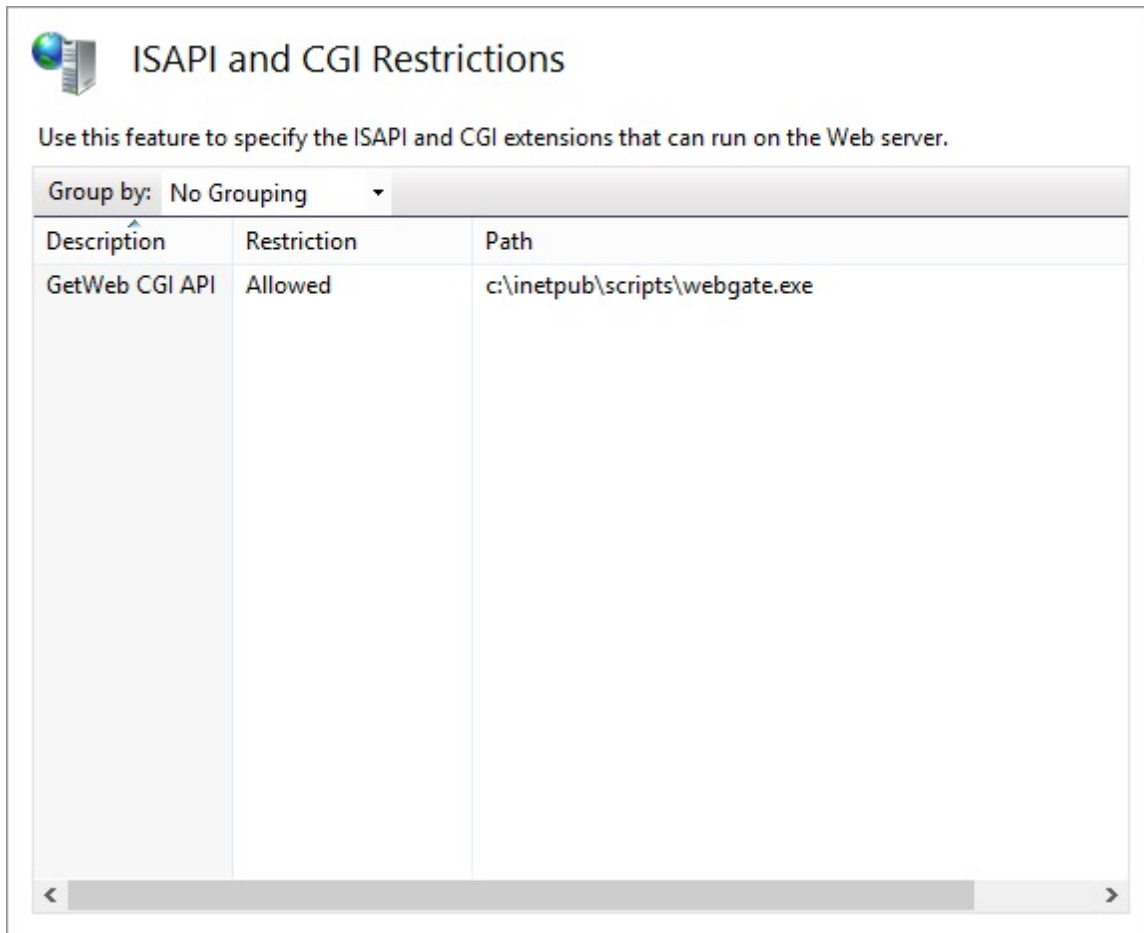 ISAPI and CGI Restrictions
Use this feature to specify the ISAPI and CGI extensions that can run on the Web server.
Group by: No Grouping
Description Restriction Path
GetWeb CGI API Allowed c:\inetpub\scripts\webgate.exe